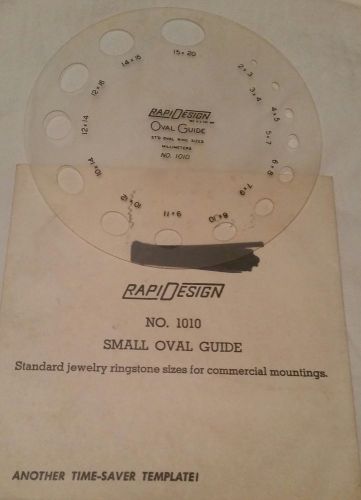 15 x 20
14 x 16
12 x 16
12 x 14
10 x 14
10 x 12
9 x 11
8 x 10
7 x 9
6 x 8
5 x 7
4 x 5
3 x 4
2 x 3
RAPIDESIGN
OVAL GUIDE
STD OVAL RING SIZES
MILLIMETERS
NO. 1010
RAPIDESIGN
NO. 1010
SMALL OVAL GUIDE
Standard jewelry ringstone sizes for commercial mountings.
ANOTHER TIME-SAVER TEMPLATE!